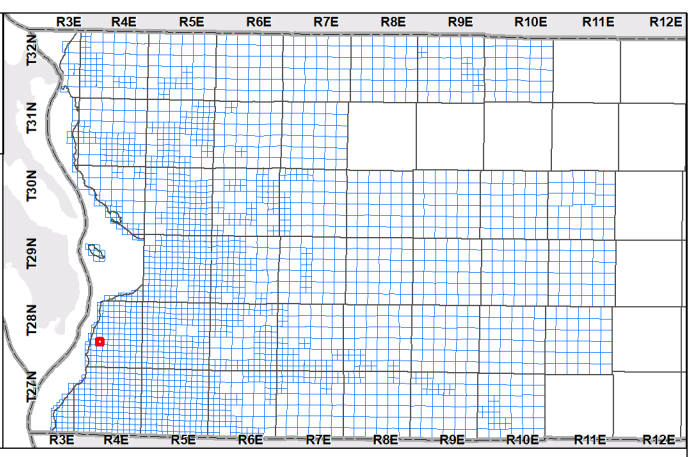 R3E R4E R5E R6E R7E R8E R9E R10E R11E R12E
T32N
T31N
T30N
T29N
T28N
T27N
R3E R4E R5E R6E R7E R8E R9E R10E R11E R12E